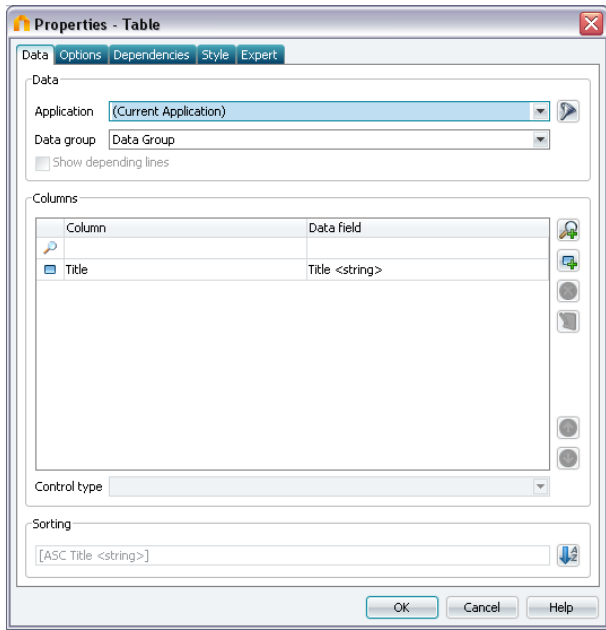 Properties - Table
Data Options Dependencies Style Expert
Data
Application (Current Application)
Data group Data Group
Show depending lines
Columns
Column Data field
Title Title <string>
Control type
Sorting
[ASC Title <string>]
OK Cancel Help